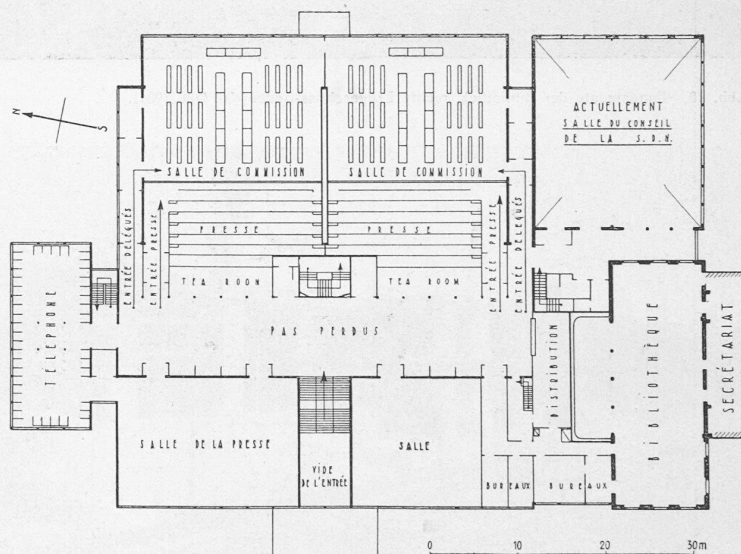 N
S
ACTUELLEMENT
SALLE DU CONSEIL
DE LA S.D.N.
SALLE DE COMMISSION
SALLE DE COMMISSION
ENTRÉE DÉLÉGUÉS
ENTRÉE PRESSE
PRESSE
PRESSE
ENTRÉE PRESSE
ENTRÉE DÉLÉGUÉS
TEA ROOM
TEA ROOM
TELEPHONE
PAS PERDUS
DISTRIBUTION
BIBLIOTHÈQUE
SECRÉTARIAT
SALLE DE LA PRESSE
VIDE
DE L'ENTRÉE
SALLE
BUREAUX
BUREAUX
0 10 20 30m